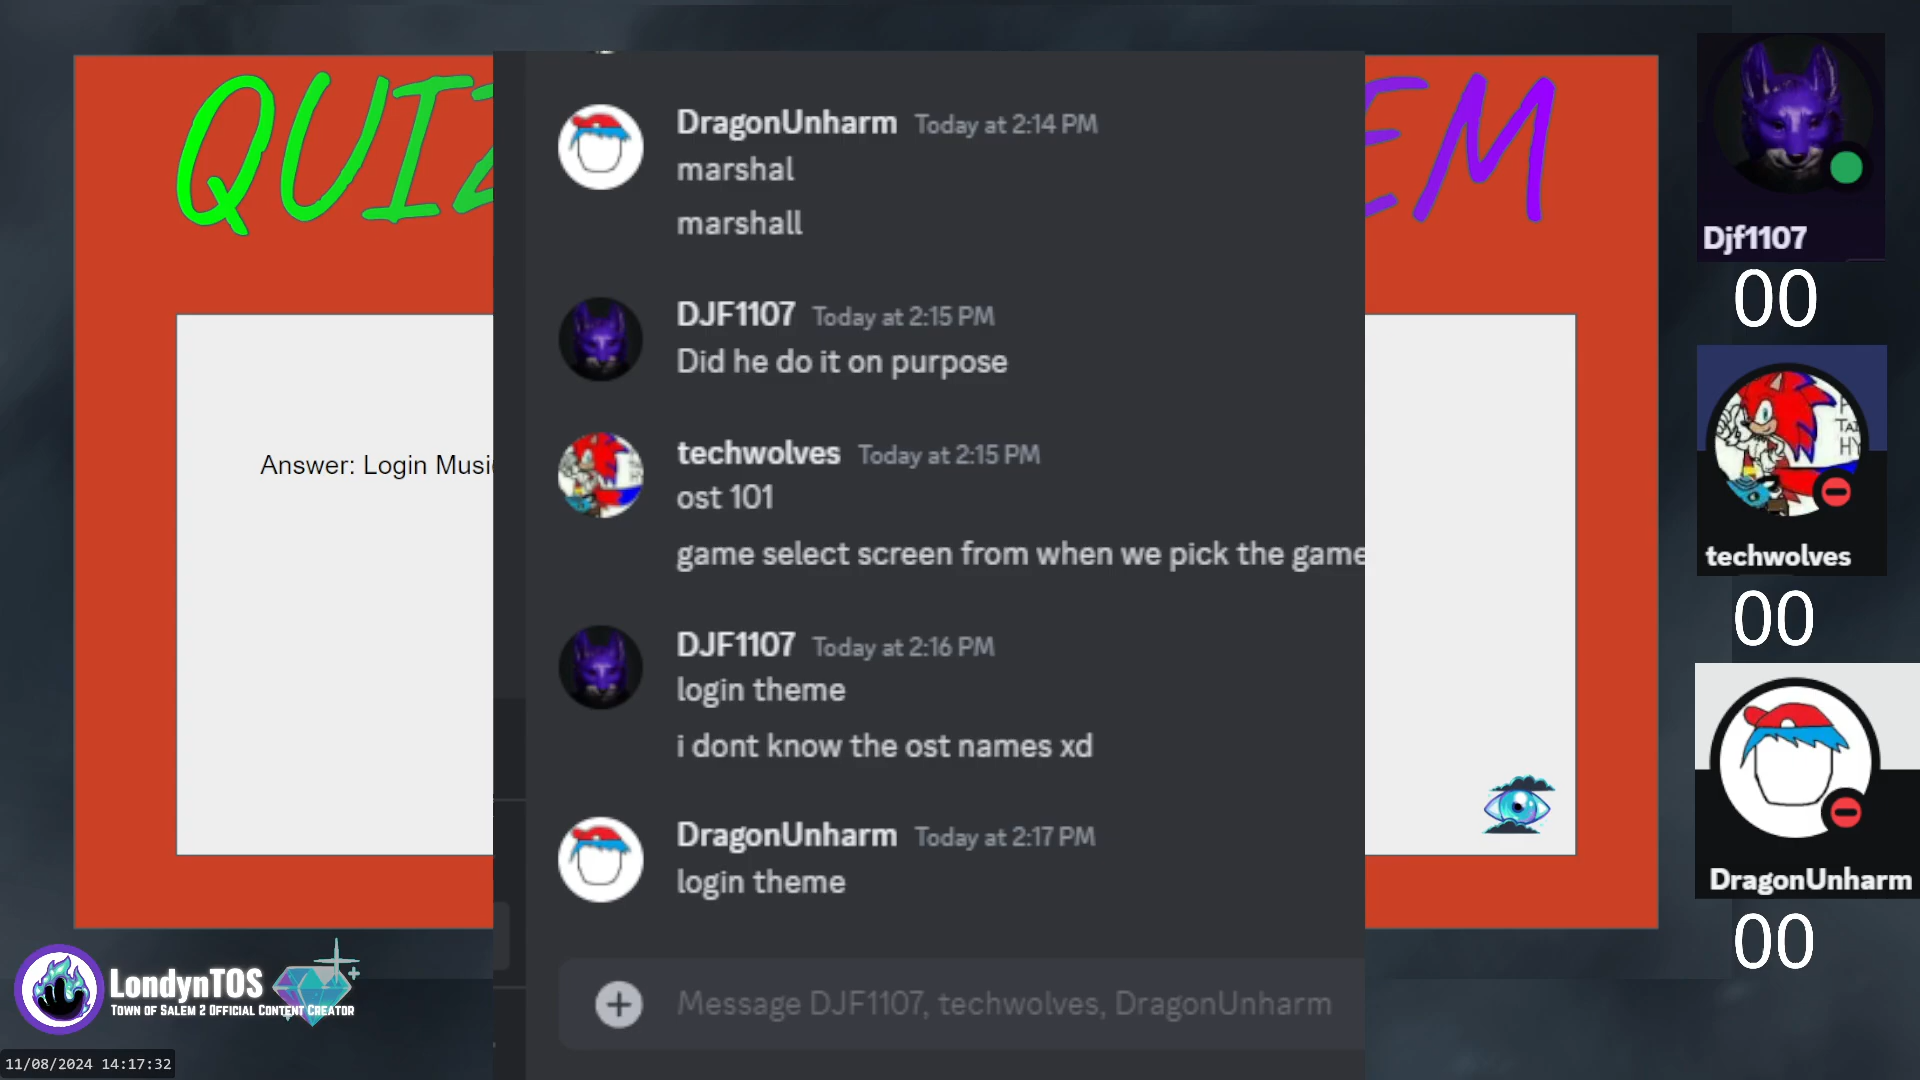 QUIZ
EM
DragonUnharm Today at 2:14 PM
marshal
marshall
DJF1107 Today at 2:15 PM
Did he do it on purpose
techwolves Today at 2:15 PM
ost 101
game select screen from when we pick the game
DJF1107 Today at 2:16 PM
login theme
i dont know the ost names xd
DragonUnharm Today at 2:17 PM
login theme
Message DJF1107, techwolves, DragonUnharm
Answer: Login Musi
Djf1107
00
techwolves
00
DragonUnharm
00
LondynTOS
TOWN OF SALEM 2 OFFICIAL CONTENT CREATOR
11/08/2024 14:17:32